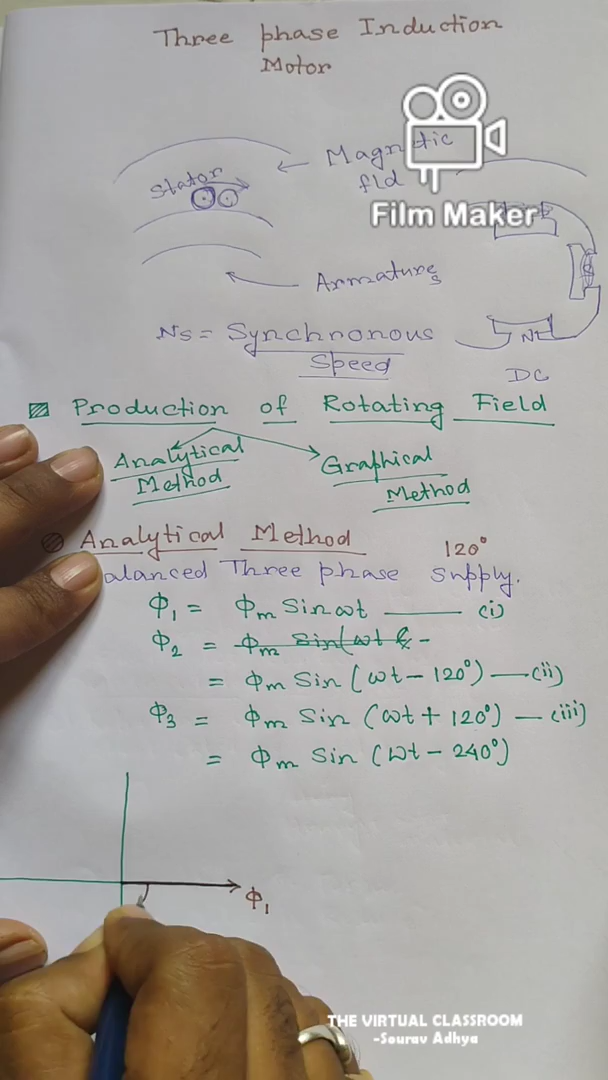 Three phase Induction
Motor
Magnetic
fld
Stator
Film Maker
Armatures
Ns = Synchronous
Speed
N
DC
Production of Rotating Field
Analytical
Method
Graphical
Method
Analytical Method
120°
alanced Three phase Supply.
Φ₁ = Φm Sin ωt —— (i)
Φ₂ = Φm Sin(ωt
= Φm Sin (ωt - 120°) — (ii)
Φ₃ = Φm Sin (ωt + 120°) — (iii)
= Φm Sin (ωt - 240°)
Φ₁
THE VIRTUAL CLASSROOM
-Sourav Adhya